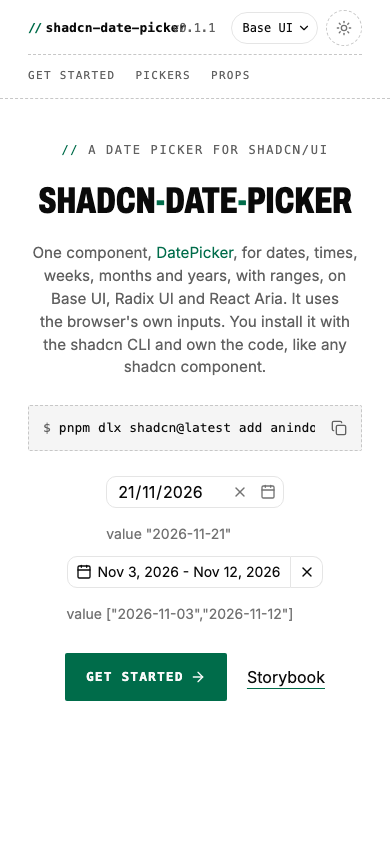 // shadcn-date-picker v0.1.1 Base UI
GET STARTED PICKERS PROPS
// A DATE PICKER FOR SHADCN/UI
SHADCN-DATE-PICKER
One component, DatePicker, for dates, times,
weeks, months and years, with ranges, on
Base UI, Radix UI and React Aria. It uses
the browser's own inputs. You install it with
the shadcn CLI and own the code, like any
shadcn component.
$ pnpm dlx shadcn@latest add anindo
21/11/2026
value "2026-11-21"
Nov 3, 2026 - Nov 12, 2026
value ["2026-11-03","2026-11-12"]
GET STARTED → Storybook